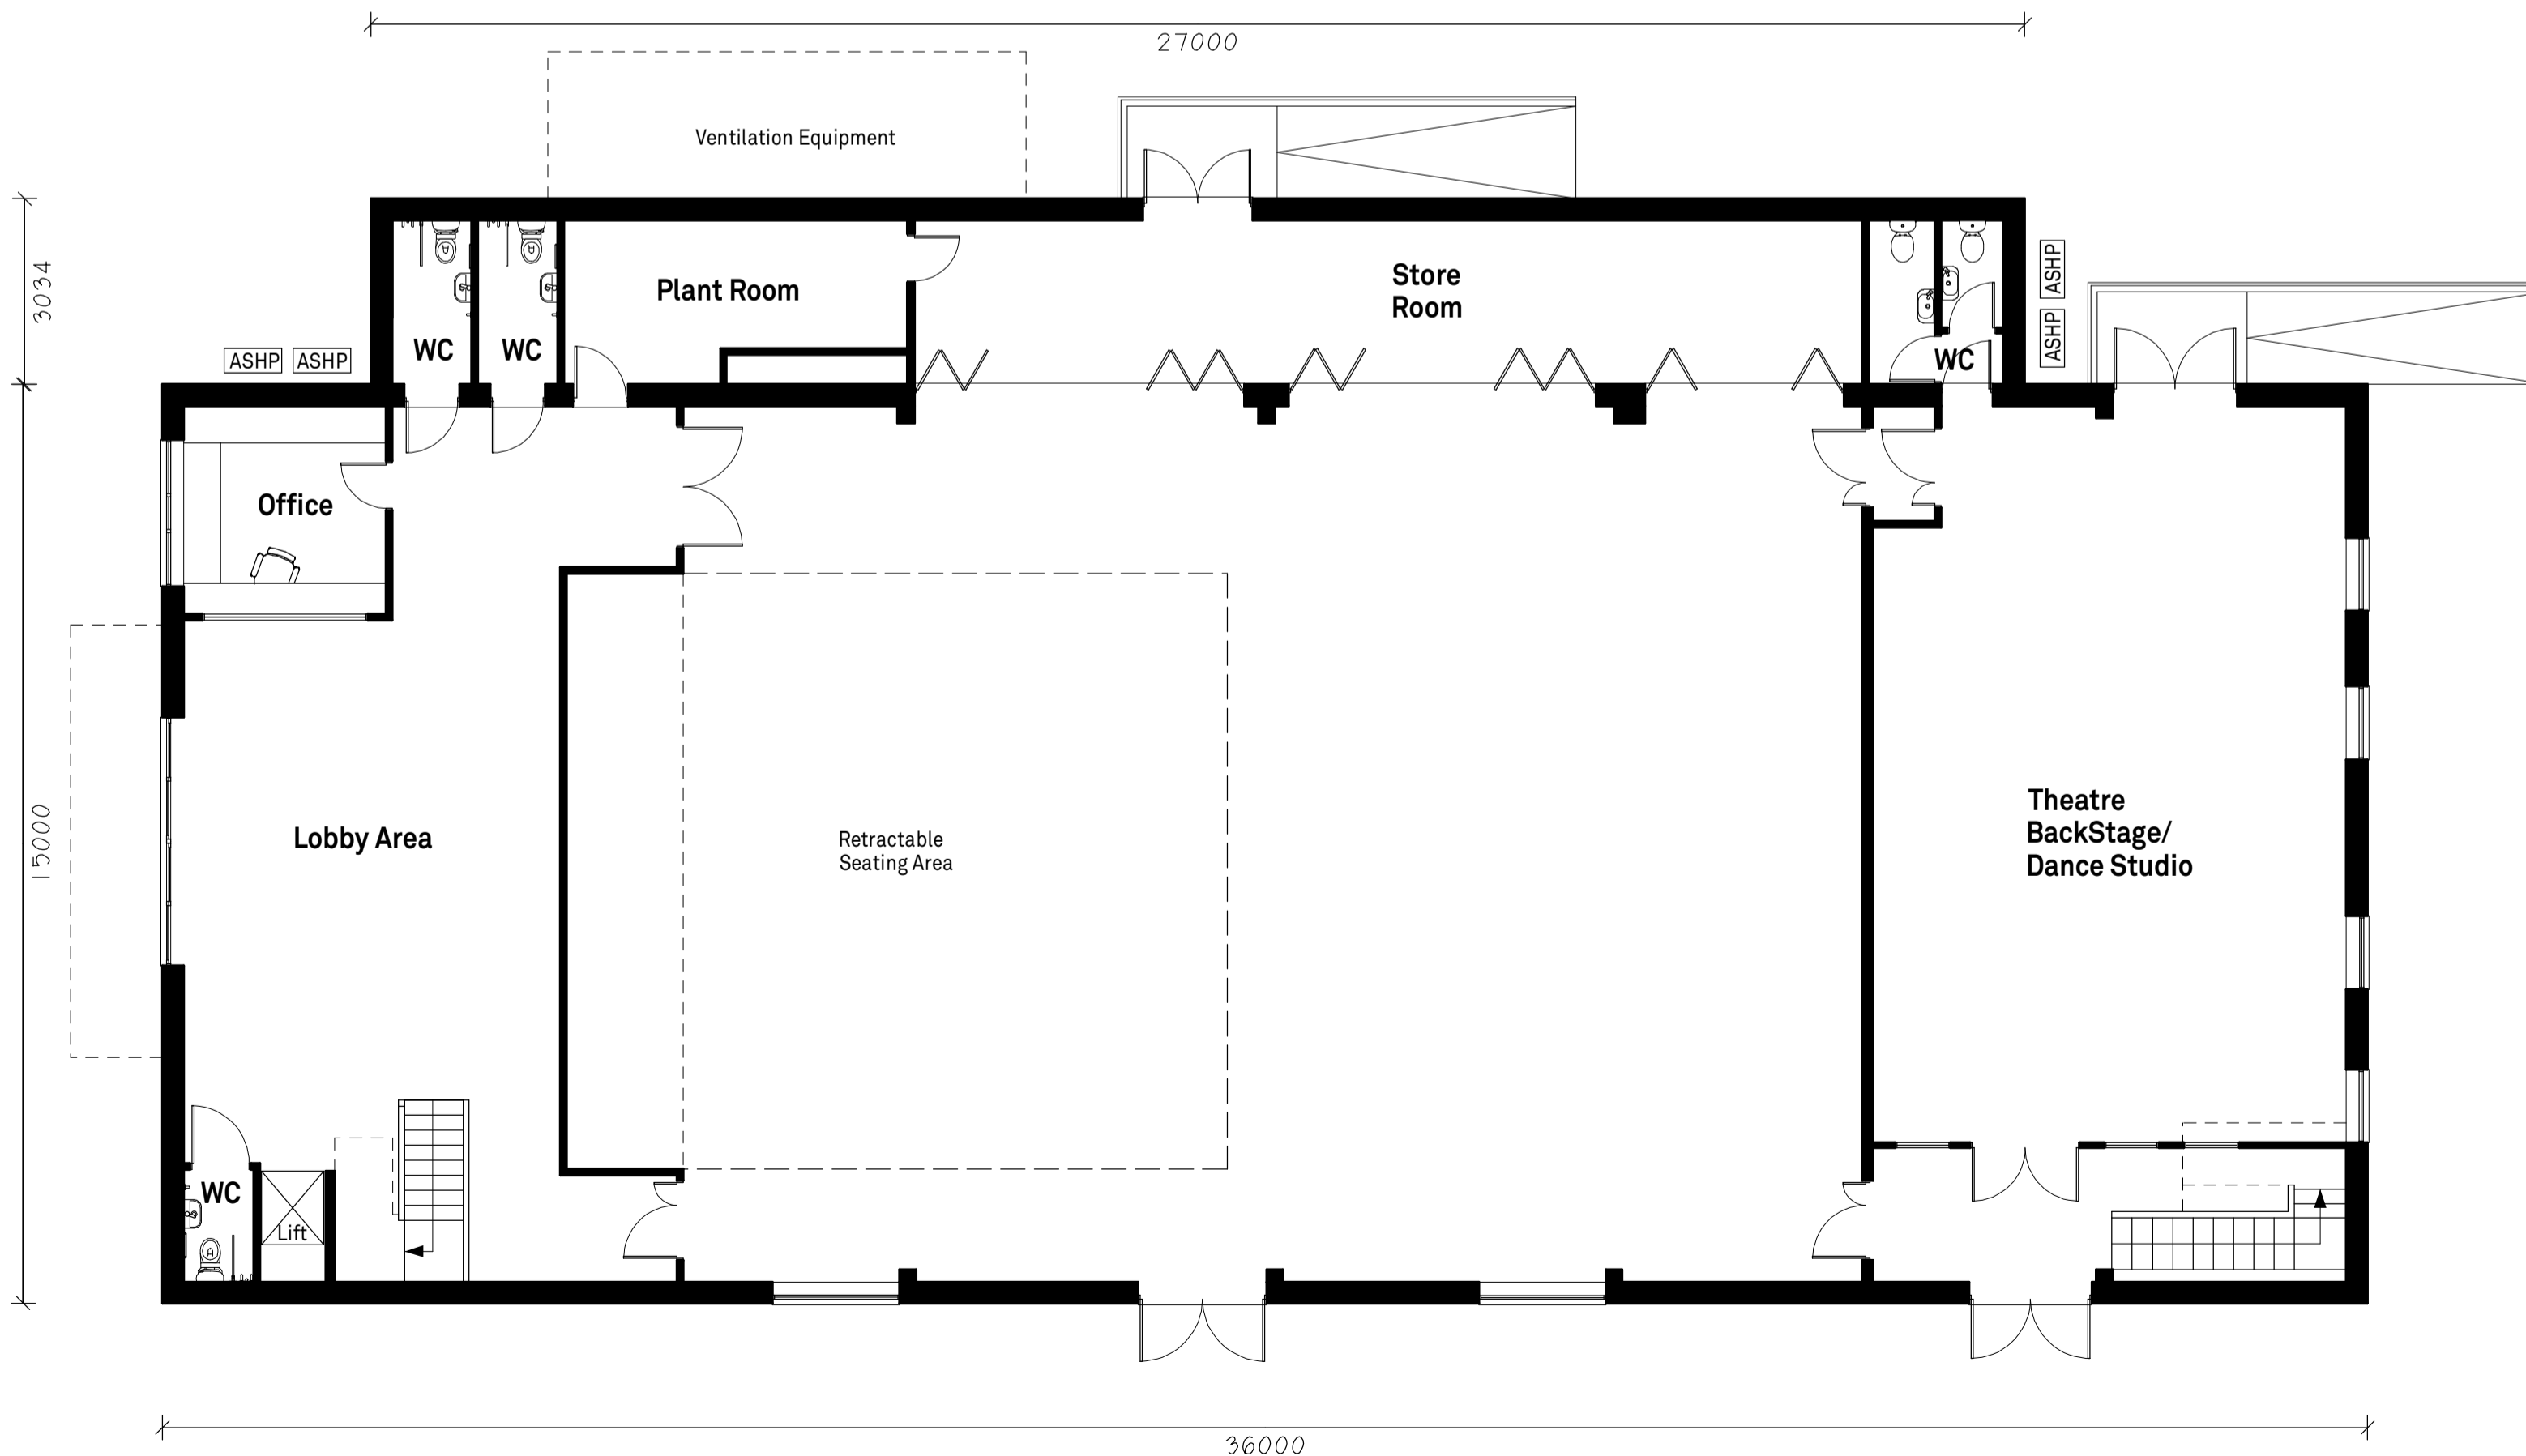 27000
Ventilation Equipment
3034
Plant Room
Store
Room
ASHP
ASHP
WC
WC
ASHP ASHP
WC
Office
15000
Lobby Area
Retractable
Seating Area
Theatre
BackStage/
Dance Studio
WC
Lift
36000